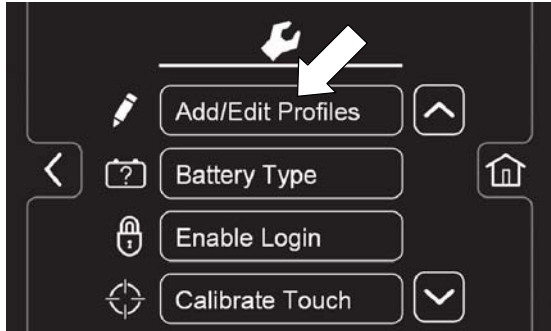 Add/Edit Profiles
?
Battery Type
Enable Login
Calibrate Touch